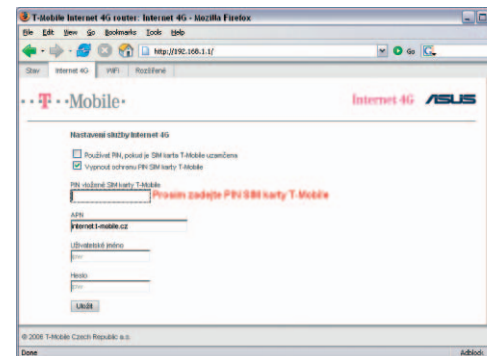 T-Mobile Internet 4G router: Internet 4G - Mozilla Firefox
File Edit View Go Bookmarks Tools Help
http://192.168.1.1/ Go
Stav Internet 4G WiFi Rozšířené
T Mobile Internet 4G ASUS
Nastavení služby Internet 4G
Používat PIN, pokud je SIM karta T-Mobile uzamčena
Vypnout ochranu PIN SIM karty T-Mobile
PIN vložené SIM karty T-Mobile
Prosím zadejte PIN SIM karty T-Mobile
APN
internet.t-mobile.cz
Uživatelské jméno
Heslo
Uložit
© 2006 T-Mobile Czech Republic a.s.
Done Adblock